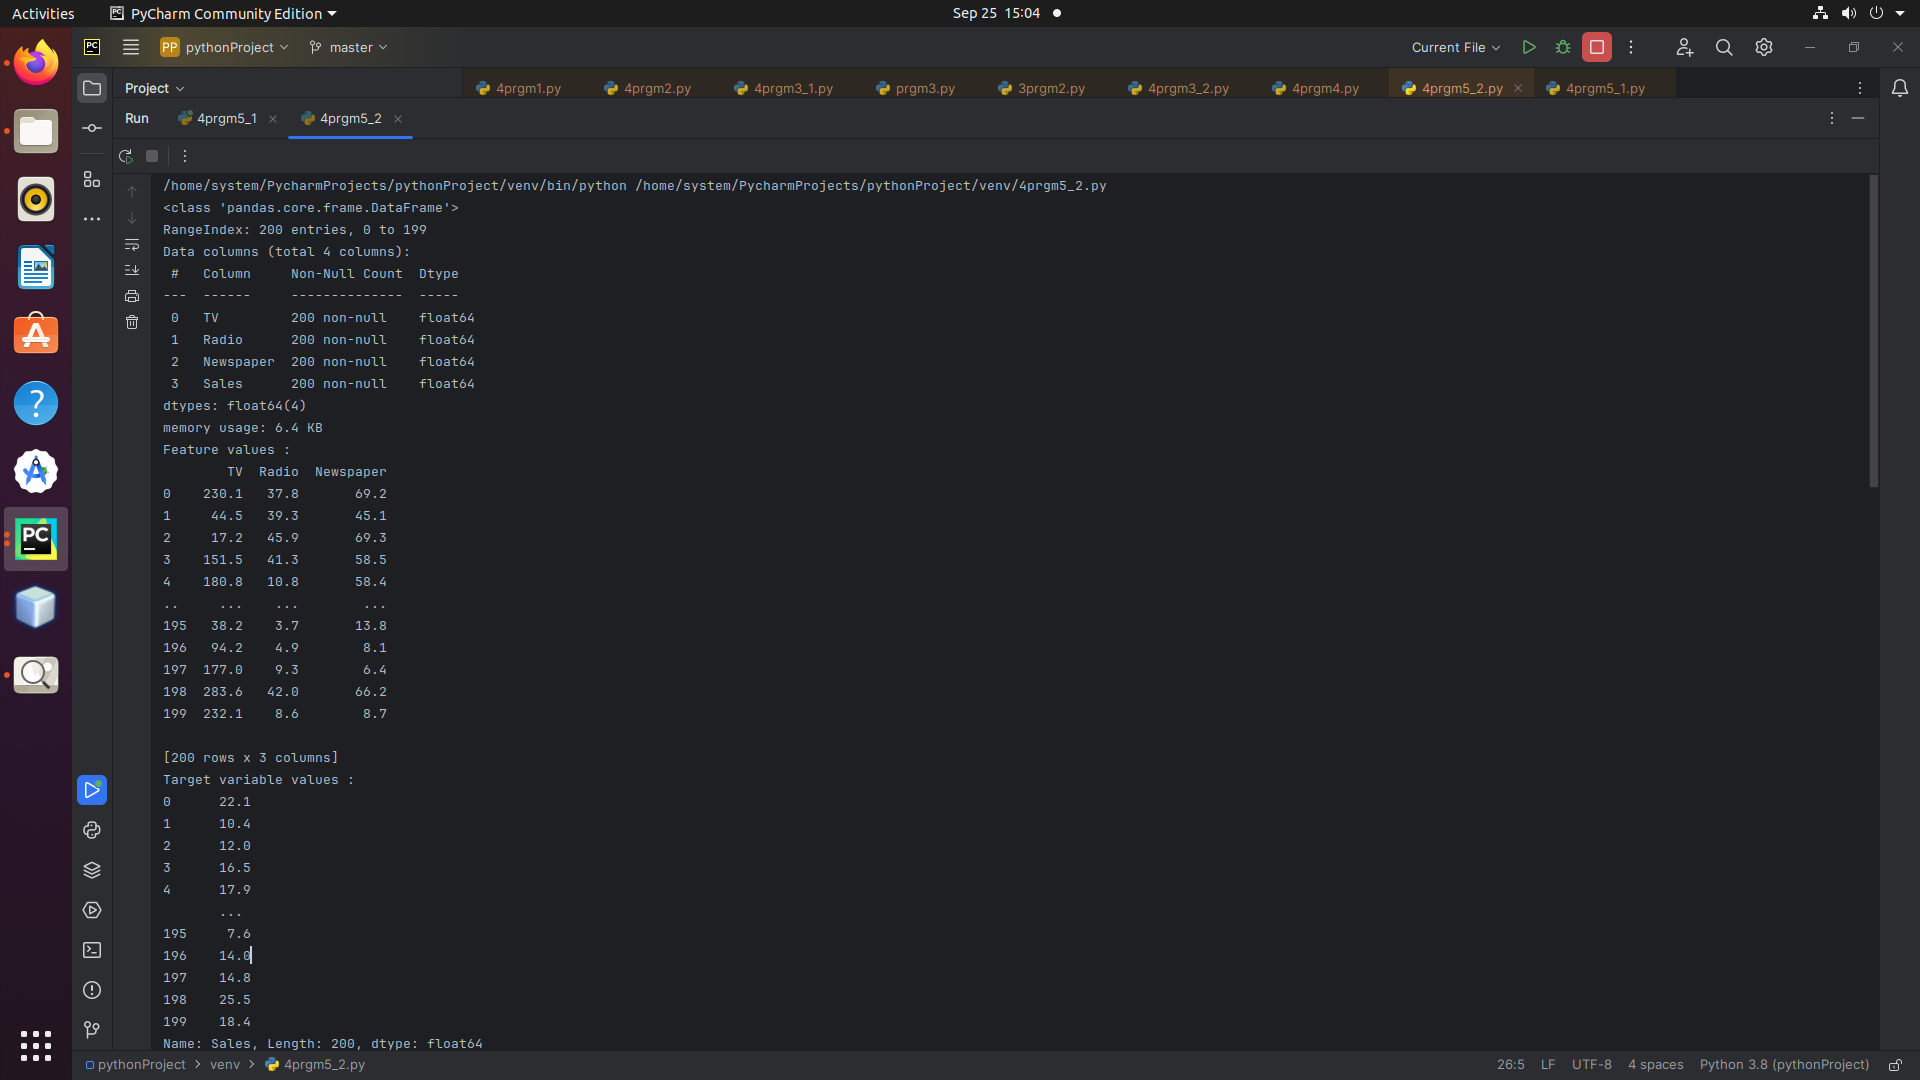 Activities PyCharm Community Edition Sep 25 15:04
PC PP pythonProject master Current File
Project 4prgm1.py 4prgm2.py 4prgm3_1.py prgm3.py 3prgm2.py 4prgm3_2.py 4prgm4.py 4prgm5_2.py 4prgm5_1.py
Run 4prgm5_1 4prgm5_2
/home/system/PycharmProjects/pythonProject/venv/bin/python /home/system/PycharmProjects/pythonProject/venv/4prgm5_2.py
<class 'pandas.core.frame.DataFrame'>
RangeIndex: 200 entries, 0 to 199
Data columns (total 4 columns):
 #   Column     Non-Null Count  Dtype
---  ------     --------------  -----
 0   TV         200 non-null    float64
 1   Radio      200 non-null    float64
 2   Newspaper  200 non-null    float64
 3   Sales      200 non-null    float64
dtypes: float64(4)
memory usage: 6.4 KB
Feature values :
        TV  Radio  Newspaper
0    230.1   37.8       69.2
1     44.5   39.3       45.1
2     17.2   45.9       69.3
3    151.5   41.3       58.5
4    180.8   10.8       58.4
..     ...    ...        ...
195   38.2    3.7       13.8
196   94.2    4.9        8.1
197  177.0    9.3        6.4
198  283.6   42.0       66.2
199  232.1    8.6        8.7
[200 rows x 3 columns]
Target variable values :
0      22.1
1      10.4
2      12.0
3      16.5
4      17.9
       ...
195     7.6
196    14.0
197    14.8
198    25.5
199    18.4
Name: Sales, Length: 200, dtype: float64
PC
pythonProject > venv > 4prgm5_2.py 26:5 LF UTF-8 4 spaces Python 3.8 (pythonProject)